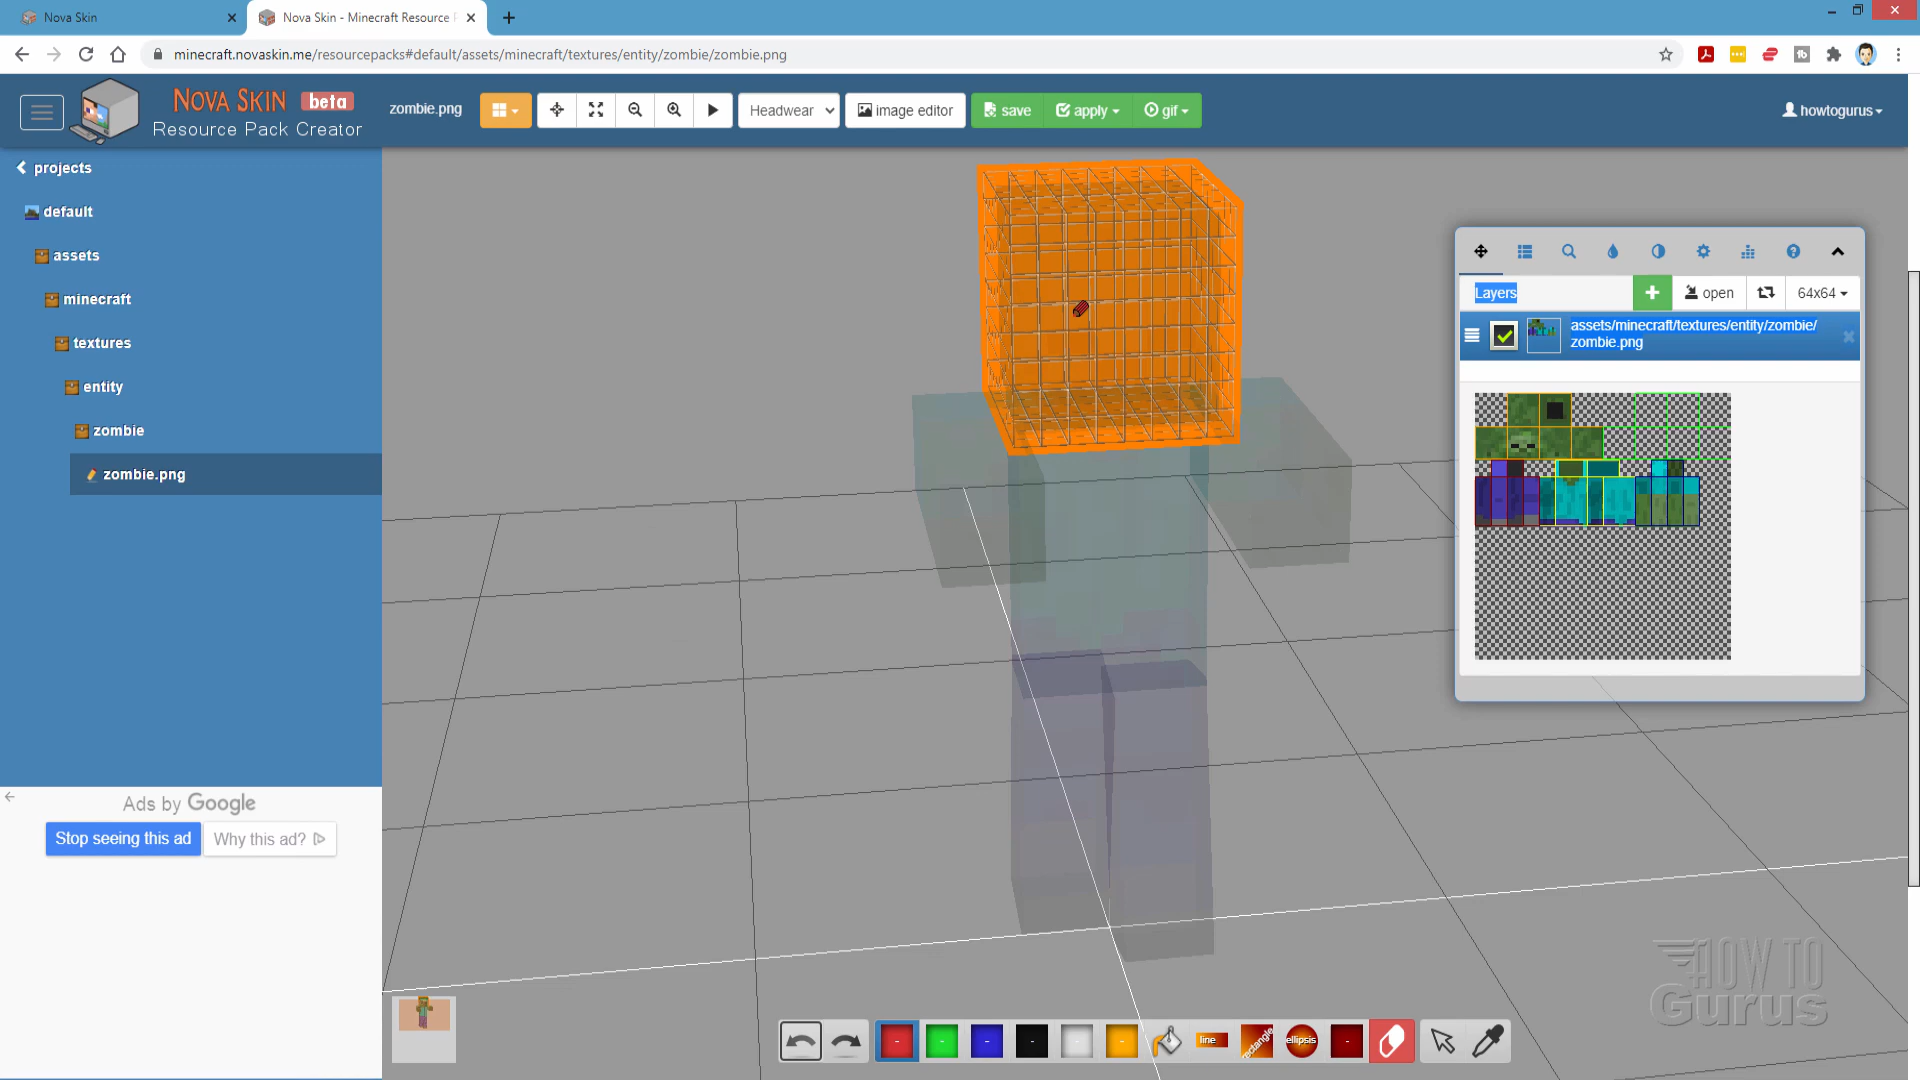 Nova Skin
Nova Skin - Minecraft Resource P
minecraft.novaskin.me/resourcepacks#default/assets/minecraft/textures/entity/zombie/zombie.png
NOVA SKIN beta
Resource Pack Creator
zombie.png
Headwear
image editor
save
apply
gif
howtogurus
projects
default
assets
minecraft
textures
entity
zombie
zombie.png
Layers
open
64x64
assets/minecraft/textures/entity/zombie/
zombie.png
Ads by Google
Stop seeing this ad
Why this ad?
line
rectangle
ellipsis
HOW TO
Gurus